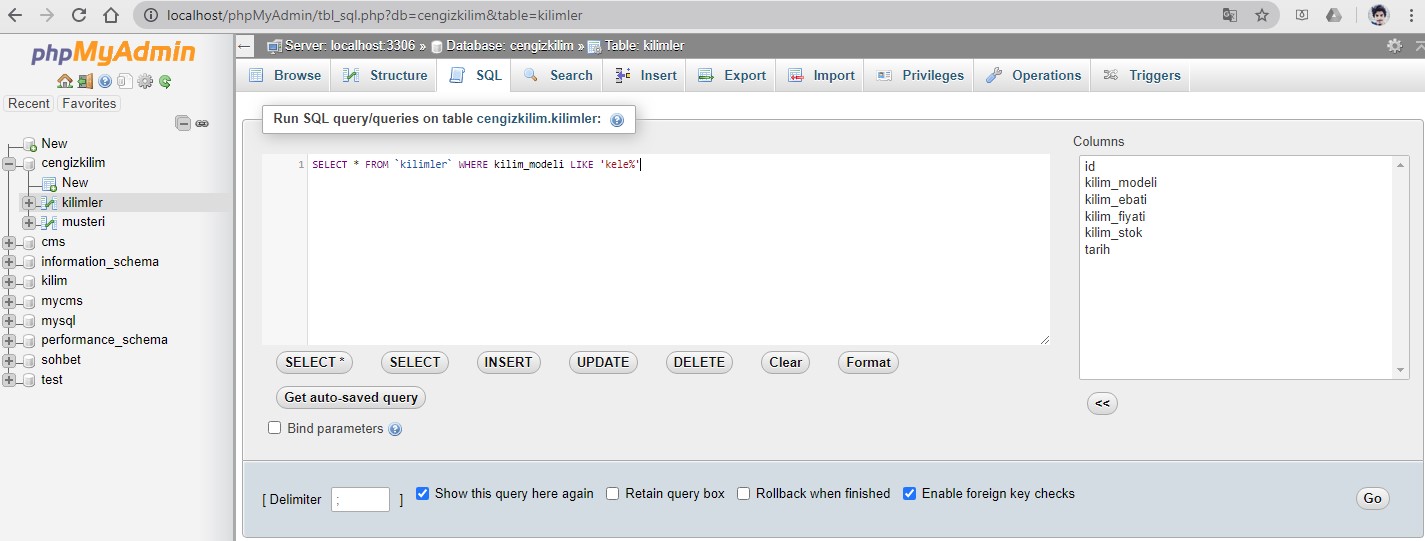 localhost/phpMyAdmin/tbl_sql.php?db=cengizkilim&table=kilimler
phpMyAdmin
Recent Favorites
New
cengizkilim
New
kilimler
musteri
cms
information_schema
kilim
mycms
mysql
performance_schema
sohbet
test
Server: localhost:3306 » Database: cengizkilim » Table: kilimler
Browse Structure SQL Search Insert Export Import Privileges Operations Triggers
Run SQL query/queries on table cengizkilim.kilimler:
1 SELECT * FROM `kilimler` WHERE kilim_modeli LIKE 'kele%'
SELECT * SELECT INSERT UPDATE DELETE Clear Format
Get auto-saved query
Bind parameters
Columns
id
kilim_modeli
kilim_ebati
kilim_fiyati
kilim_stok
tarih
<<
[ Delimiter ; ] Show this query here again Retain query box Rollback when finished Enable foreign key checks
Go